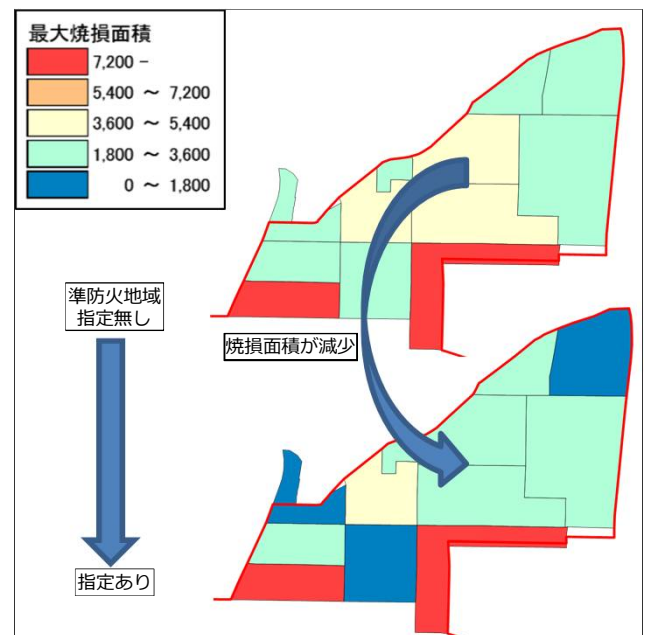 最大焼損面積
7,200 −
5,400 ～ 7,200
3,600 ～ 5,400
1,800 ～ 3,600
0 ～ 1,800
準防火地域
指定無し
焼損面積が減少
指定あり